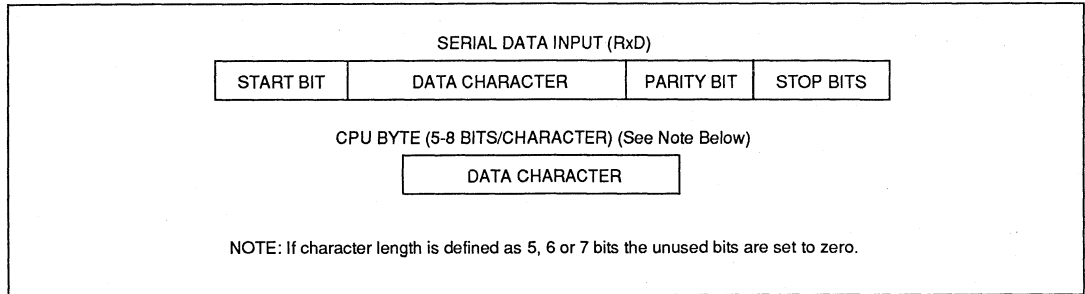 SERIAL DATA INPUT (RxD)
START BIT DATA CHARACTER PARITY BIT STOP BITS
CPU BYTE (5-8 BITS/CHARACTER) (See Note Below)
DATA CHARACTER
NOTE: If character length is defined as 5, 6 or 7 bits the unused bits are set to zero.